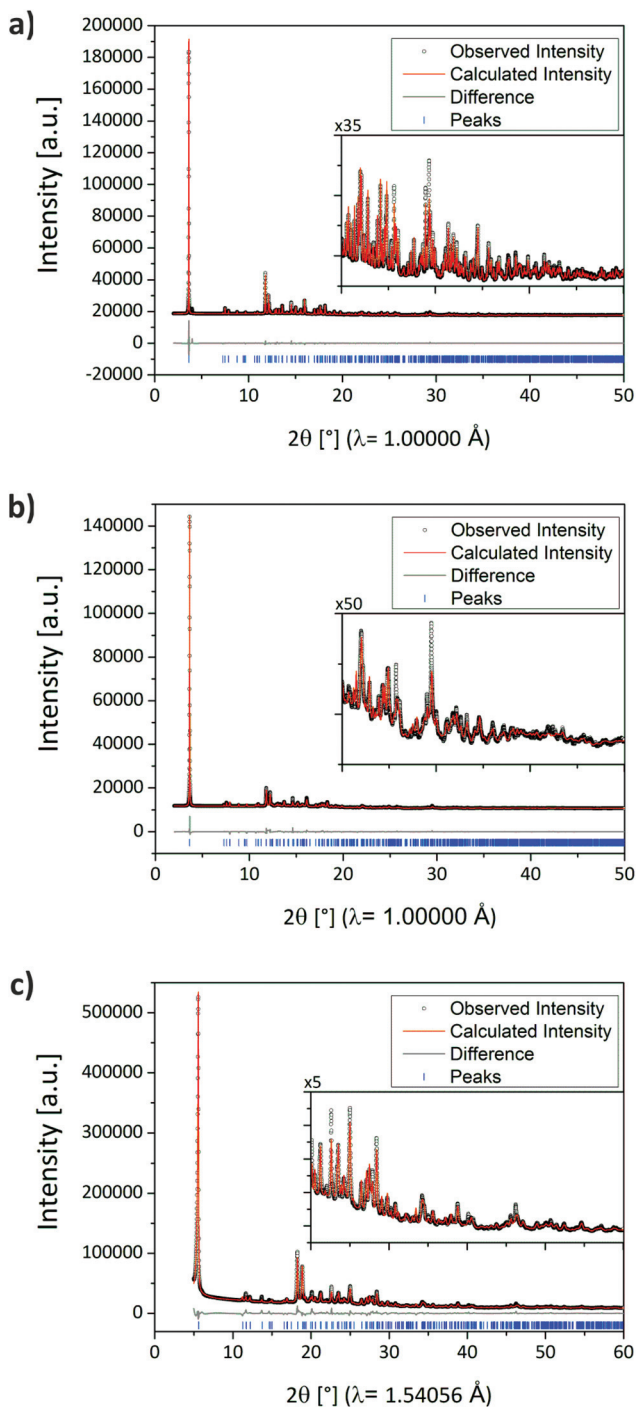 a)
200000
180000
160000
140000
120000
100000
80000
60000
40000
20000
0
-20000
Intensity [a.u.]
Observed Intensity
Calculated Intensity
Difference
Peaks
x35
0 10 20 30 40 50
2θ [°] (λ= 1.00000 Å)
b)
140000
120000
100000
80000
60000
40000
20000
0
Intensity [a.u.]
Observed Intensity
Calculated Intensity
Difference
Peaks
x50
0 10 20 30 40 50
2θ [°] (λ= 1.00000 Å)
c)
500000
400000
300000
200000
100000
0
Intensity [a.u.]
Observed Intensity
Calculated Intensity
Difference
Peaks
x5
0 10 20 30 40 50 60
2θ [°] (λ= 1.54056 Å)